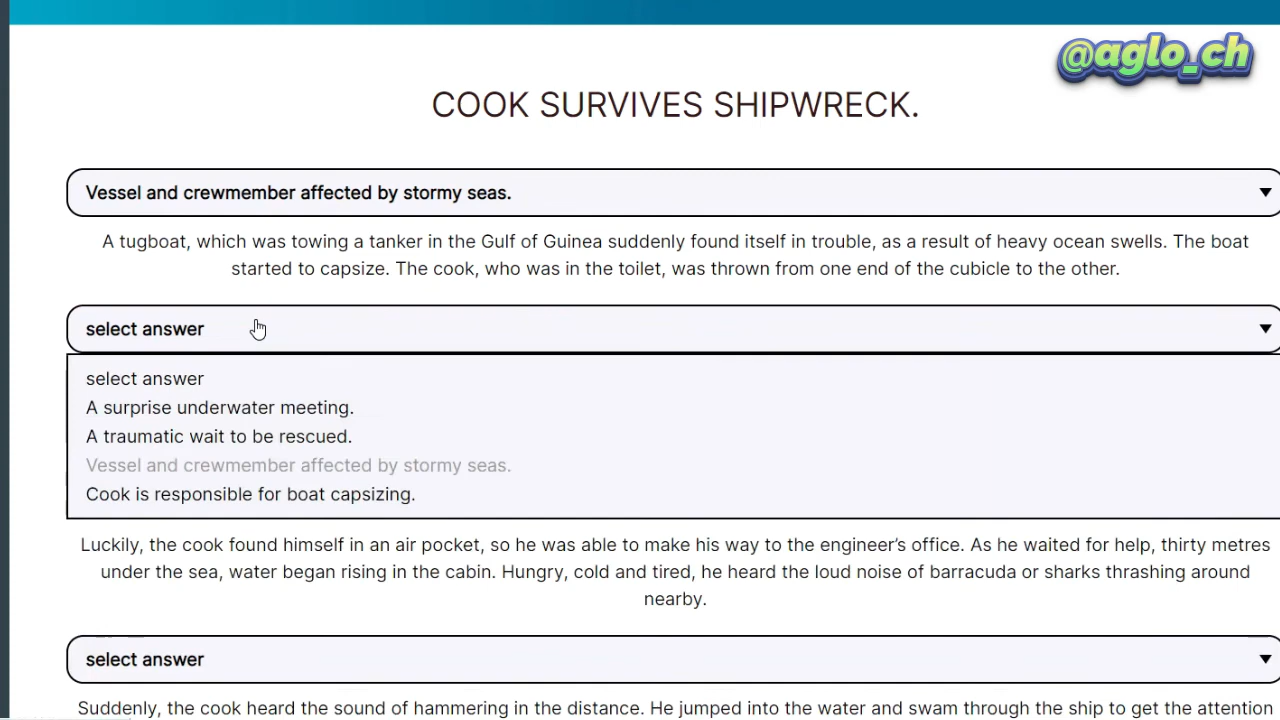 @aglo_ch
COOK SURVIVES SHIPWRECK.
Vessel and crewmember affected by stormy seas.
A tugboat, which was towing a tanker in the Gulf of Guinea suddenly found itself in trouble, as a result of heavy ocean swells. The boat
started to capsize. The cook, who was in the toilet, was thrown from one end of the cubicle to the other.
select answer
select answer
A surprise underwater meeting.
A traumatic wait to be rescued.
Vessel and crewmember affected by stormy seas.
Cook is responsible for boat capsizing.
Luckily, the cook found himself in an air pocket, so he was able to make his way to the engineer’s office. As he waited for help, thirty metres
under the sea, water began rising in the cabin. Hungry, cold and tired, he heard the loud noise of barracuda or sharks thrashing around
nearby.
select answer
Suddenly, the cook heard the sound of hammering in the distance. He jumped into the water and swam through the ship to get the attention